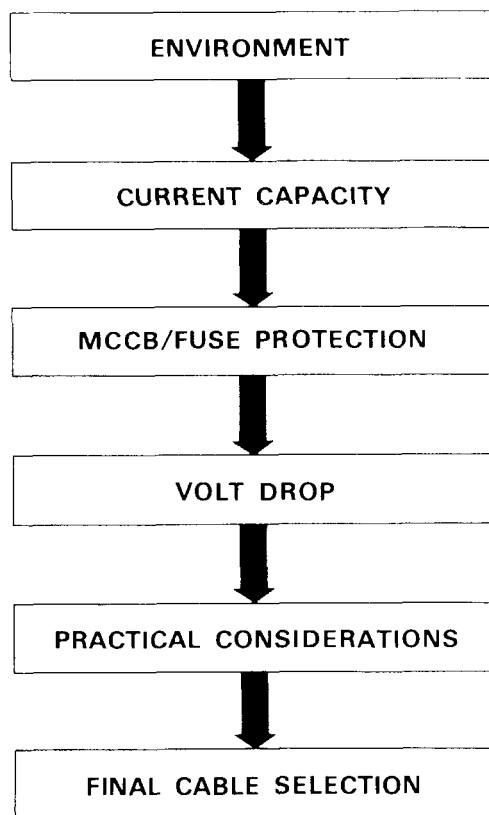 ENVIRONMENT
CURRENT CAPACITY
MCCB/FUSE PROTECTION
VOLT DROP
PRACTICAL CONSIDERATIONS
FINAL CABLE SELECTION